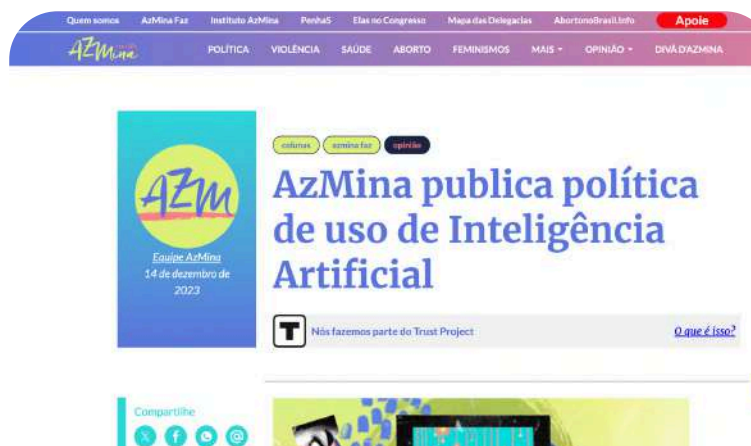 Quem somos AzMina Faz Instituto AzMina PenhaS Elas no Congresso Mapa das Delegacias AbortonoBrasil.Info Apoie
AZMina POLÍTICA VIOLÊNCIA SAÚDE ABORTO FEMINISMOS MAIS OPINIÃO DIVÃ D'AZMINA
colunas azmina faz opinião
AzMina publica política
de uso de Inteligência
Artificial
AZM
Equipe AzMina
14 de dezembro de
2023
T Nós fazemos parte do Trust Project O que é isso?
Compartilhe